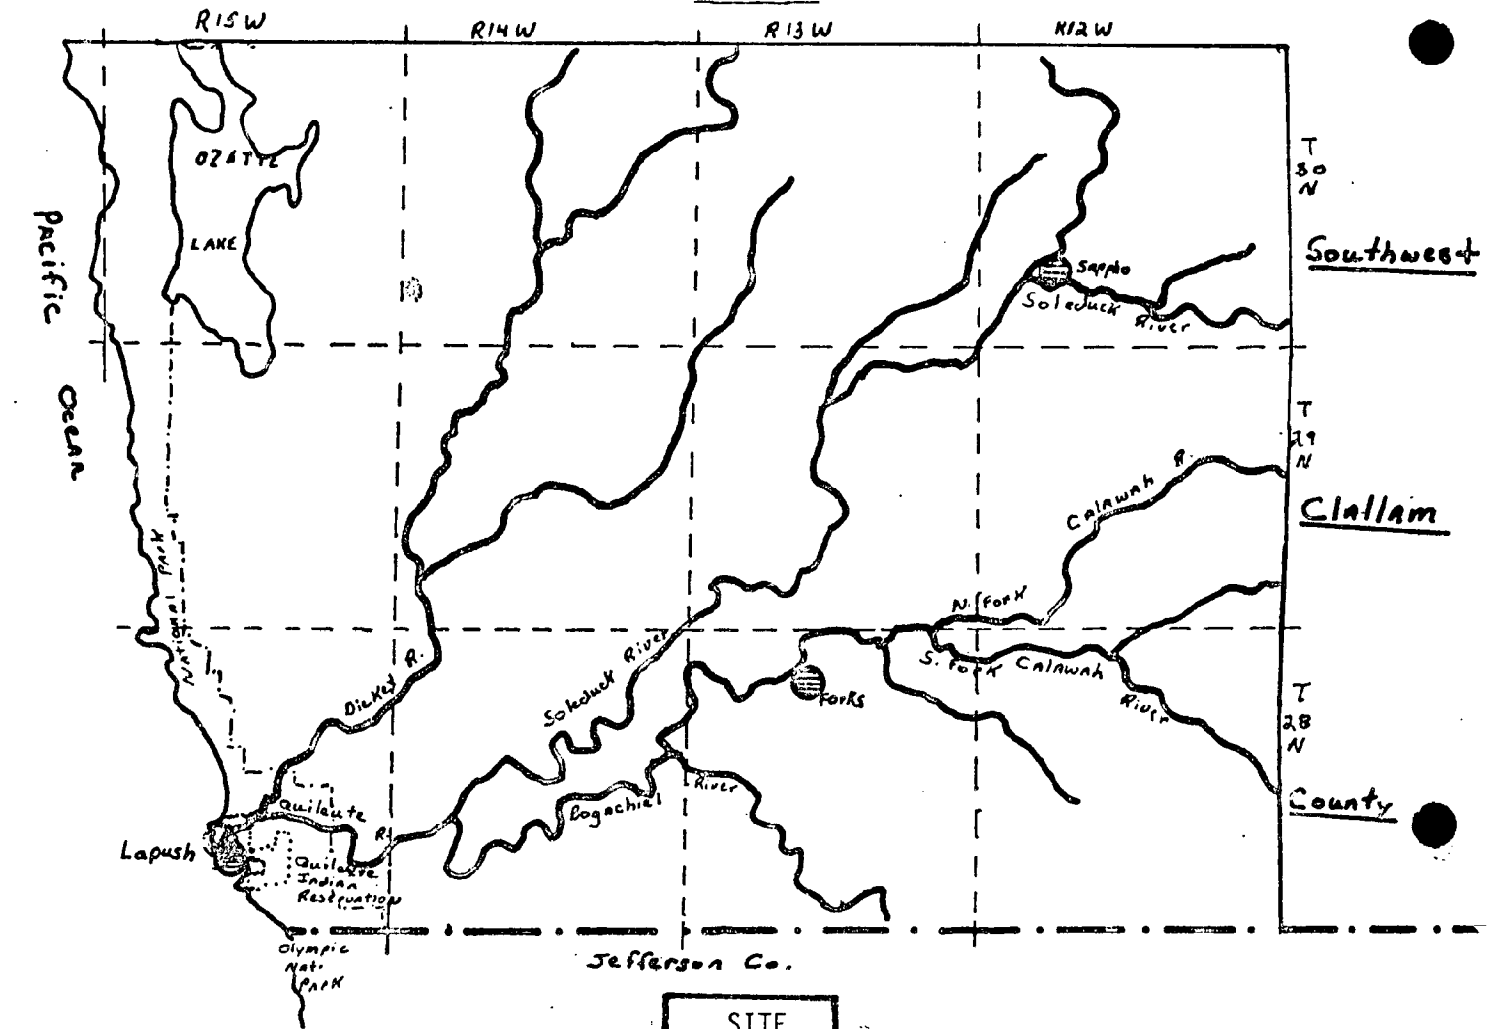 R15W R14W R13W R12W
OZETTE
LAKE
Pacific
Ocean
T
30
N
Southwest
Sappho
Soleduck
River
T
29
N
Clallam
Calawah R.
National Park
N. Fork
S. Fork Calawah
River
Soleduck River
Dickey R.
Forks
T
28
N
County
Quileute R.
Bogachiel River
Lapush
Quileute
Indian
Reservation
Olympic
Nat.
Park
Jefferson Co.
SITE